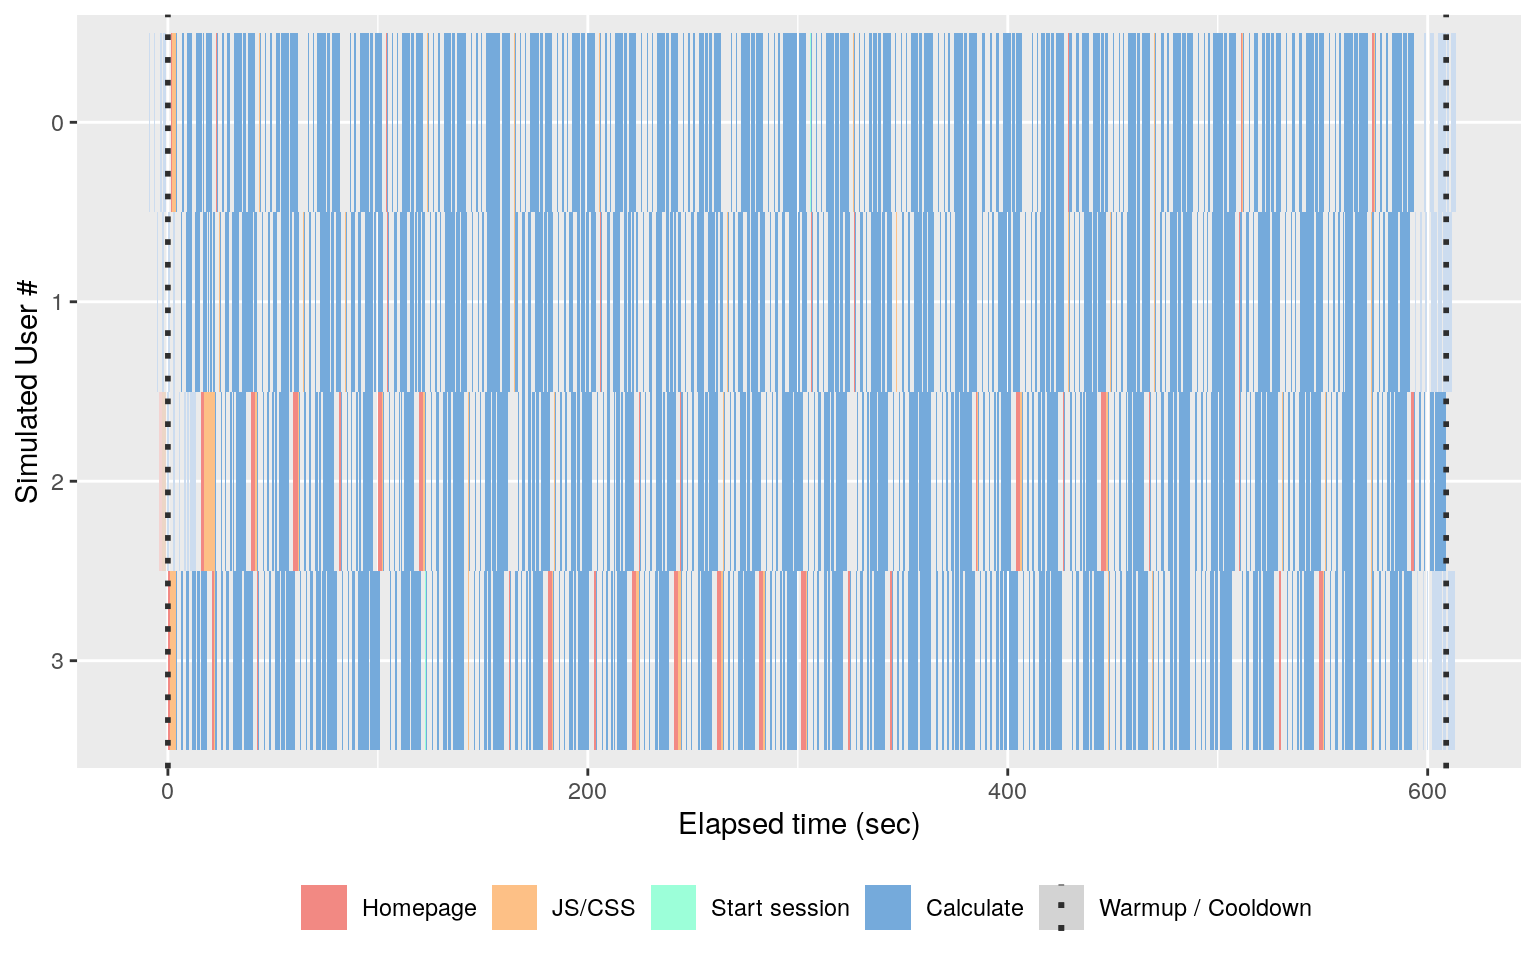 Simulated User #
0
1
2
3
0 200 400 600
Elapsed time (sec)
Homepage JS/CSS Start session Calculate Warmup / Cooldown